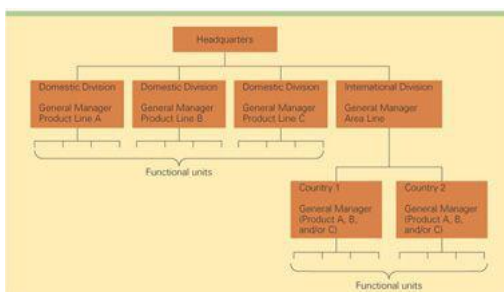 Headquarters
Domestic Division
General Manager
Product Line A
Domestic Division
General Manager
Product Line B
Domestic Division
General Manager
Product Line C
International Division
General Manager
Area Line
Functional units
Country 1
General Manager
(Product A, B,
and/or C)
Country 2
General Manager
(Product A, B,
and/or C)
Functional units